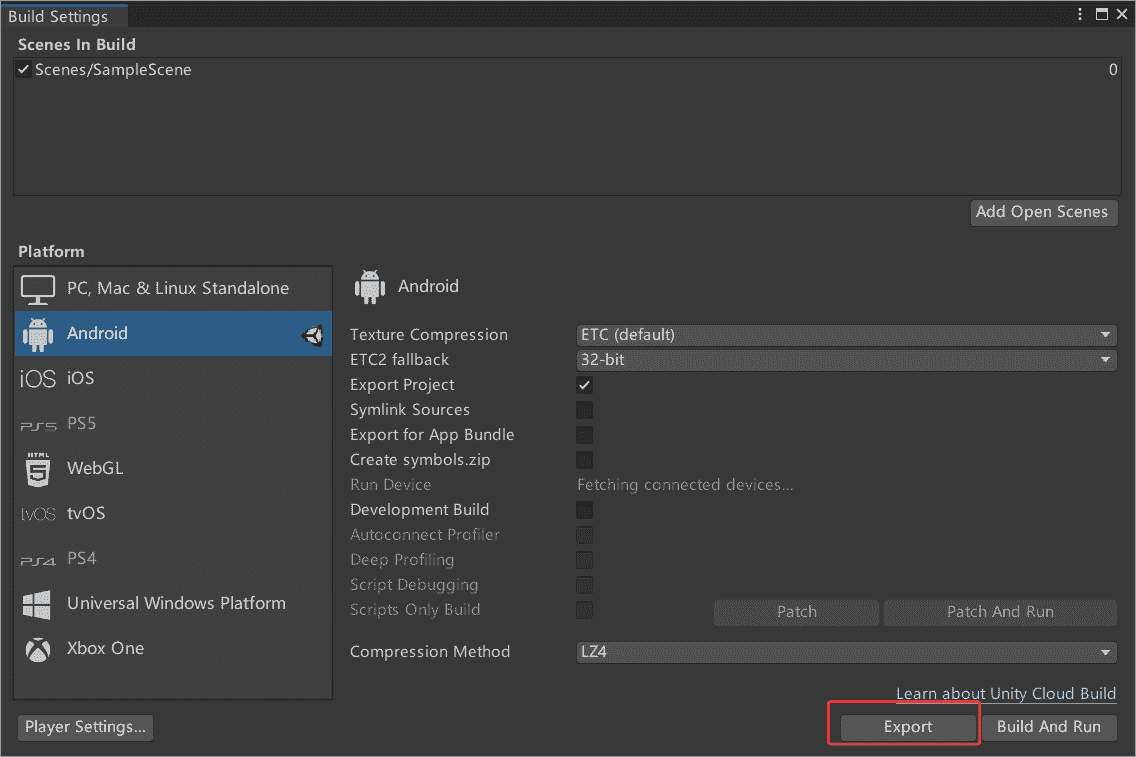 Build Settings
Scenes In Build
Scenes/SampleScene 0
Add Open Scenes
Platform
PC, Mac & Linux Standalone
Android
iOS iOS
PS5 PS5
HTML 5 WebGL
tvOS tvOS
PS4 PS4
Universal Windows Platform
Xbox One
Android
Texture Compression ETC (default)
ETC2 fallback 32-bit
Export Project
Symlink Sources
Export for App Bundle
Create symbols.zip
Run Device Fetching connected devices...
Development Build
Autoconnect Profiler
Deep Profiling
Script Debugging
Scripts Only Build Patch Patch And Run
Compression Method LZ4
Learn about Unity Cloud Build
Player Settings... Export Build And Run